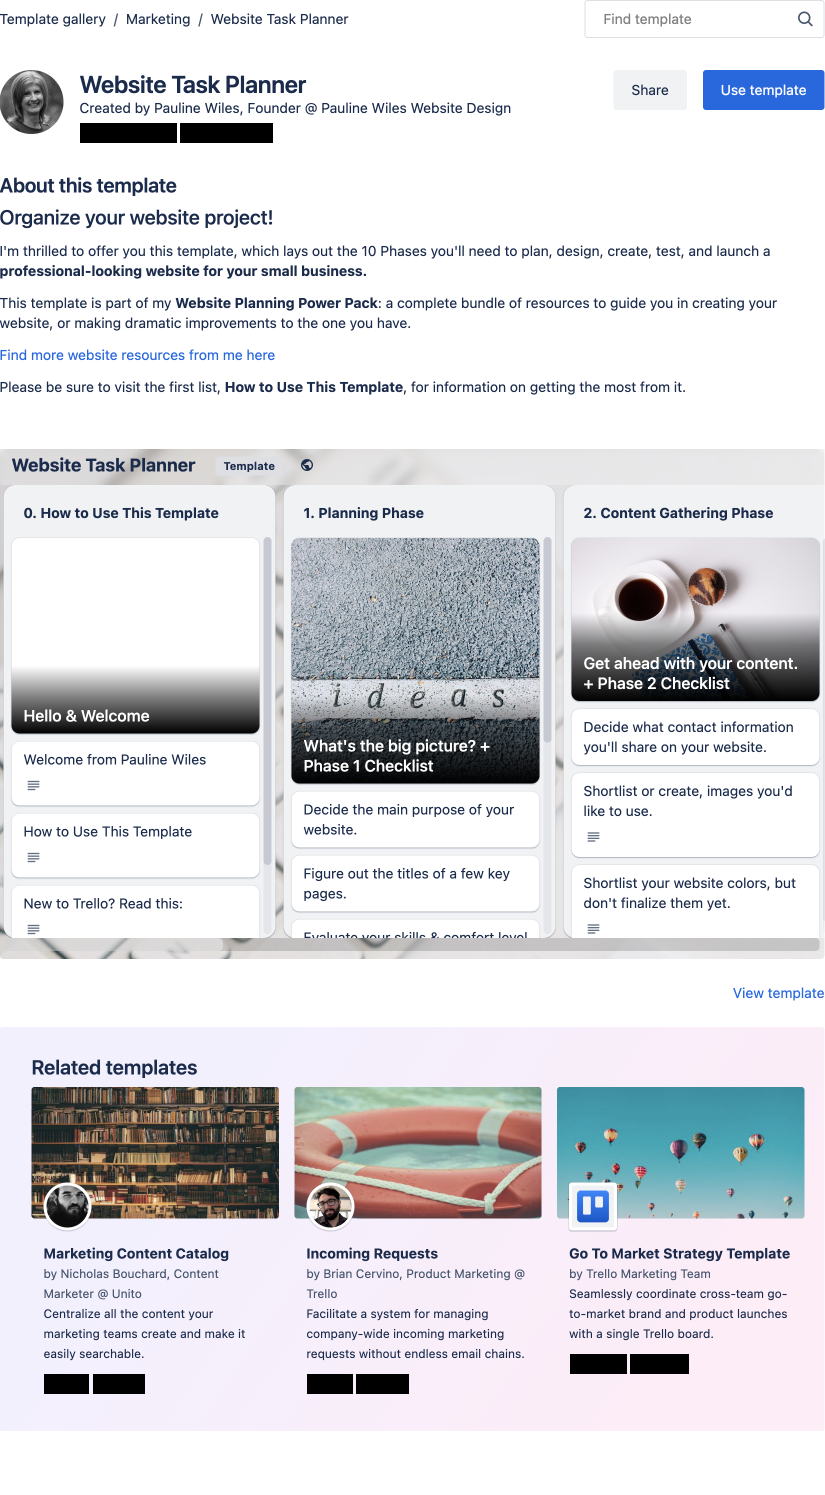 Template gallery / Marketing / Website Task Planner
Find template
Website Task Planner
Created by Pauline Wiles, Founder @ Pauline Wiles Website Design
Share
Use template
About this template
Organize your website project!
I'm thrilled to offer you this template, which lays out the 10 Phases you'll need to plan, design, create, test, and launch a
professional-looking website for your small business.
This template is part of my Website Planning Power Pack: a complete bundle of resources to guide you in creating your
website, or making dramatic improvements to the one you have.
Find more website resources from me here
Please be sure to visit the first list, How to Use This Template, for information on getting the most from it.
Website Task Planner
Template
0. How to Use This Template
Hello & Welcome
Welcome from Pauline Wiles
How to Use This Template
New to Trello? Read this:
1. Planning Phase
ideas
What's the big picture? +
Phase 1 Checklist
Decide the main purpose of your
website.
Figure out the titles of a few key
pages.
Evaluate your skills & comfort level
2. Content Gathering Phase
Get ahead with your content.
+ Phase 2 Checklist
Decide what contact information
you'll share on your website.
Shortlist or create, images you'd
like to use.
Shortlist your website colors, but
don't finalize them yet.
View template
Related templates
Marketing Content Catalog
by Nicholas Bouchard, Content
Marketer @ Unito
Centralize all the content your
marketing teams create and make it
easily searchable.
Incoming Requests
by Brian Cervino, Product Marketing @
Trello
Facilitate a system for managing
company-wide incoming marketing
requests without endless email chains.
Go To Market Strategy Template
by Trello Marketing Team
Seamlessly coordinate cross-team go-
to-market brand and product launches
with a single Trello board.